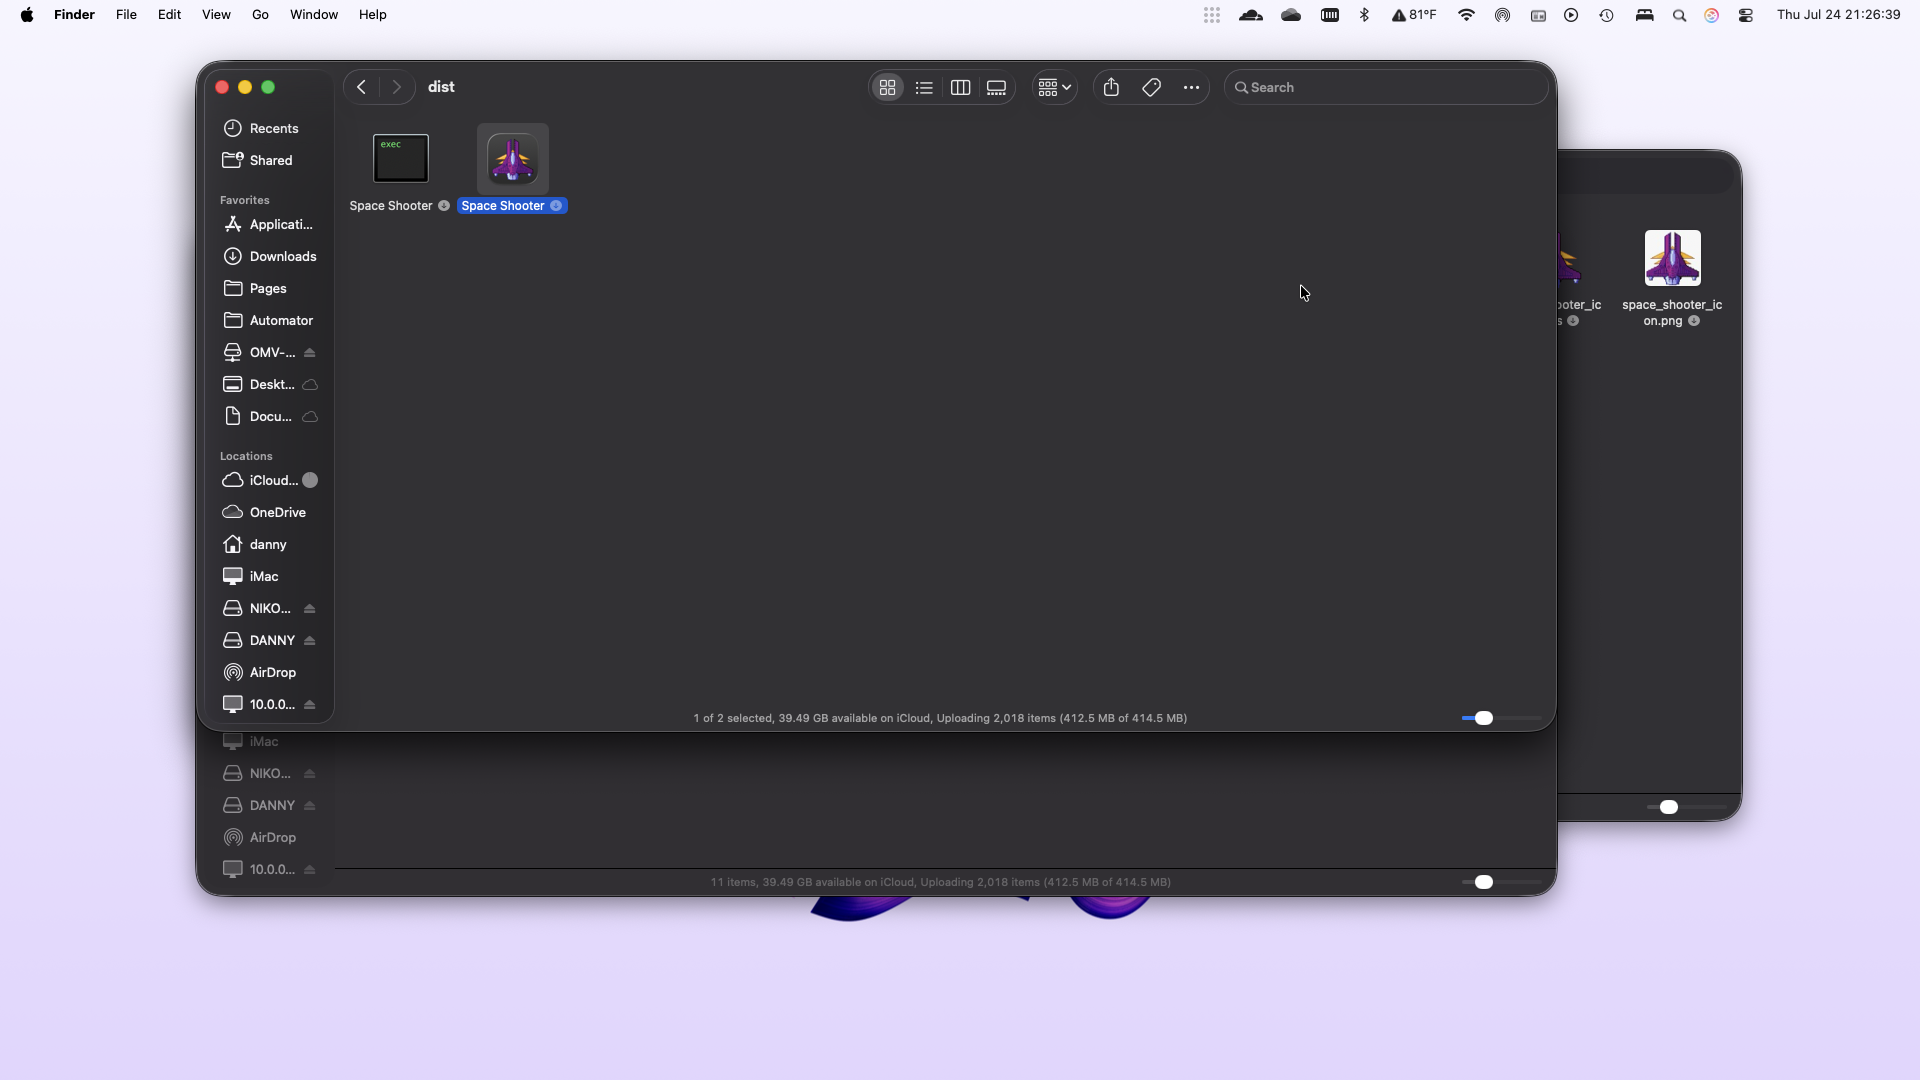 Finder File Edit View Go Window Help 81°F Thu Jul 24 21:26:39
dist
Search
Recents
Shared
Favorites
Applicati...
Downloads
Pages
Automator
OMV-...
Deskt...
Docu...
Locations
iCloud...
OneDrive
danny
iMac
NIKO...
DANNY
AirDrop
10.0.0...
exec
Space Shooter
Space Shooter
1 of 2 selected, 39.49 GB available on iCloud, Uploading 2,018 items (412.5 MB of 414.5 MB)
ooter_ic
s
space_shooter_ic
on.png
iMac
NIKO...
DANNY
AirDrop
10.0.0...
11 items, 39.49 GB available on iCloud, Uploading 2,018 items (412.5 MB of 414.5 MB)